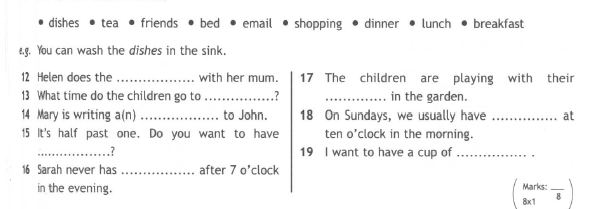 • dishes • tea • friends • bed • email • shopping • dinner • lunch • breakfast
e.g. You can wash the dishes in the sink.
12 Helen does the .................. with her mum.
13 What time do the children go to ................?
14 Mary is writing a(n) .................. to John.
15 It's half past one. Do you want to have
..................?
16 Sarah never has .................. after 7 o'clock
in the evening.
17 The children are playing with their
.............. in the garden.
18 On Sundays, we usually have ............... at
ten o'clock in the morning.
19 I want to have a cup of ................ .
Marks: __
8x1 8